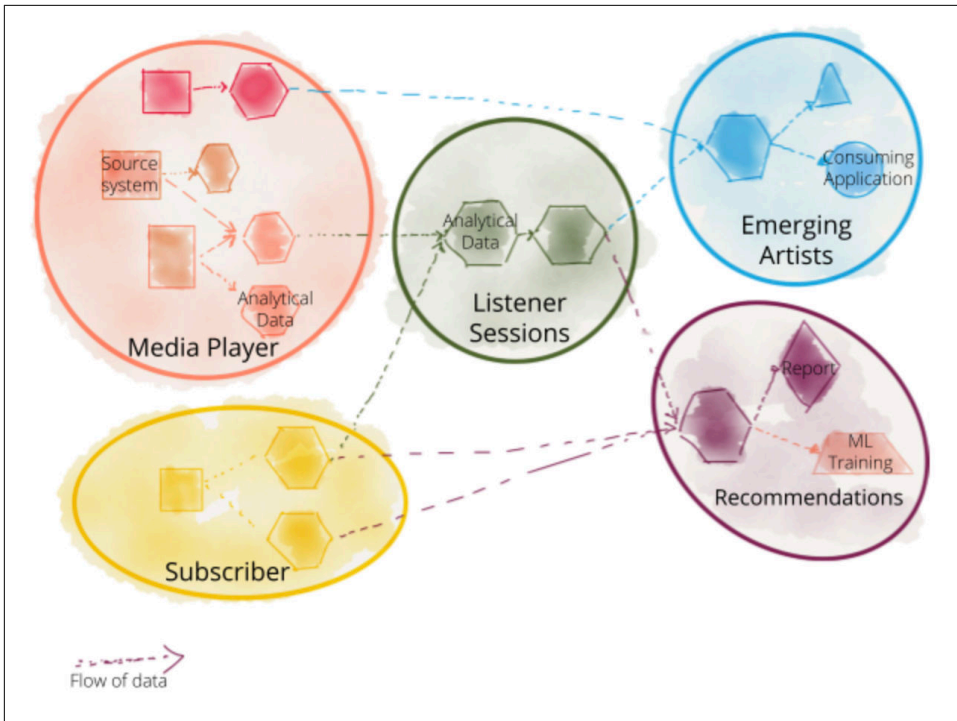 Source
system
Analytical
Data
Media Player
Analytical
Data
Listener
Sessions
Consuming
Application
Emerging
Artists
Report
ML
Training
Recommendations
Subscriber
Flow of data